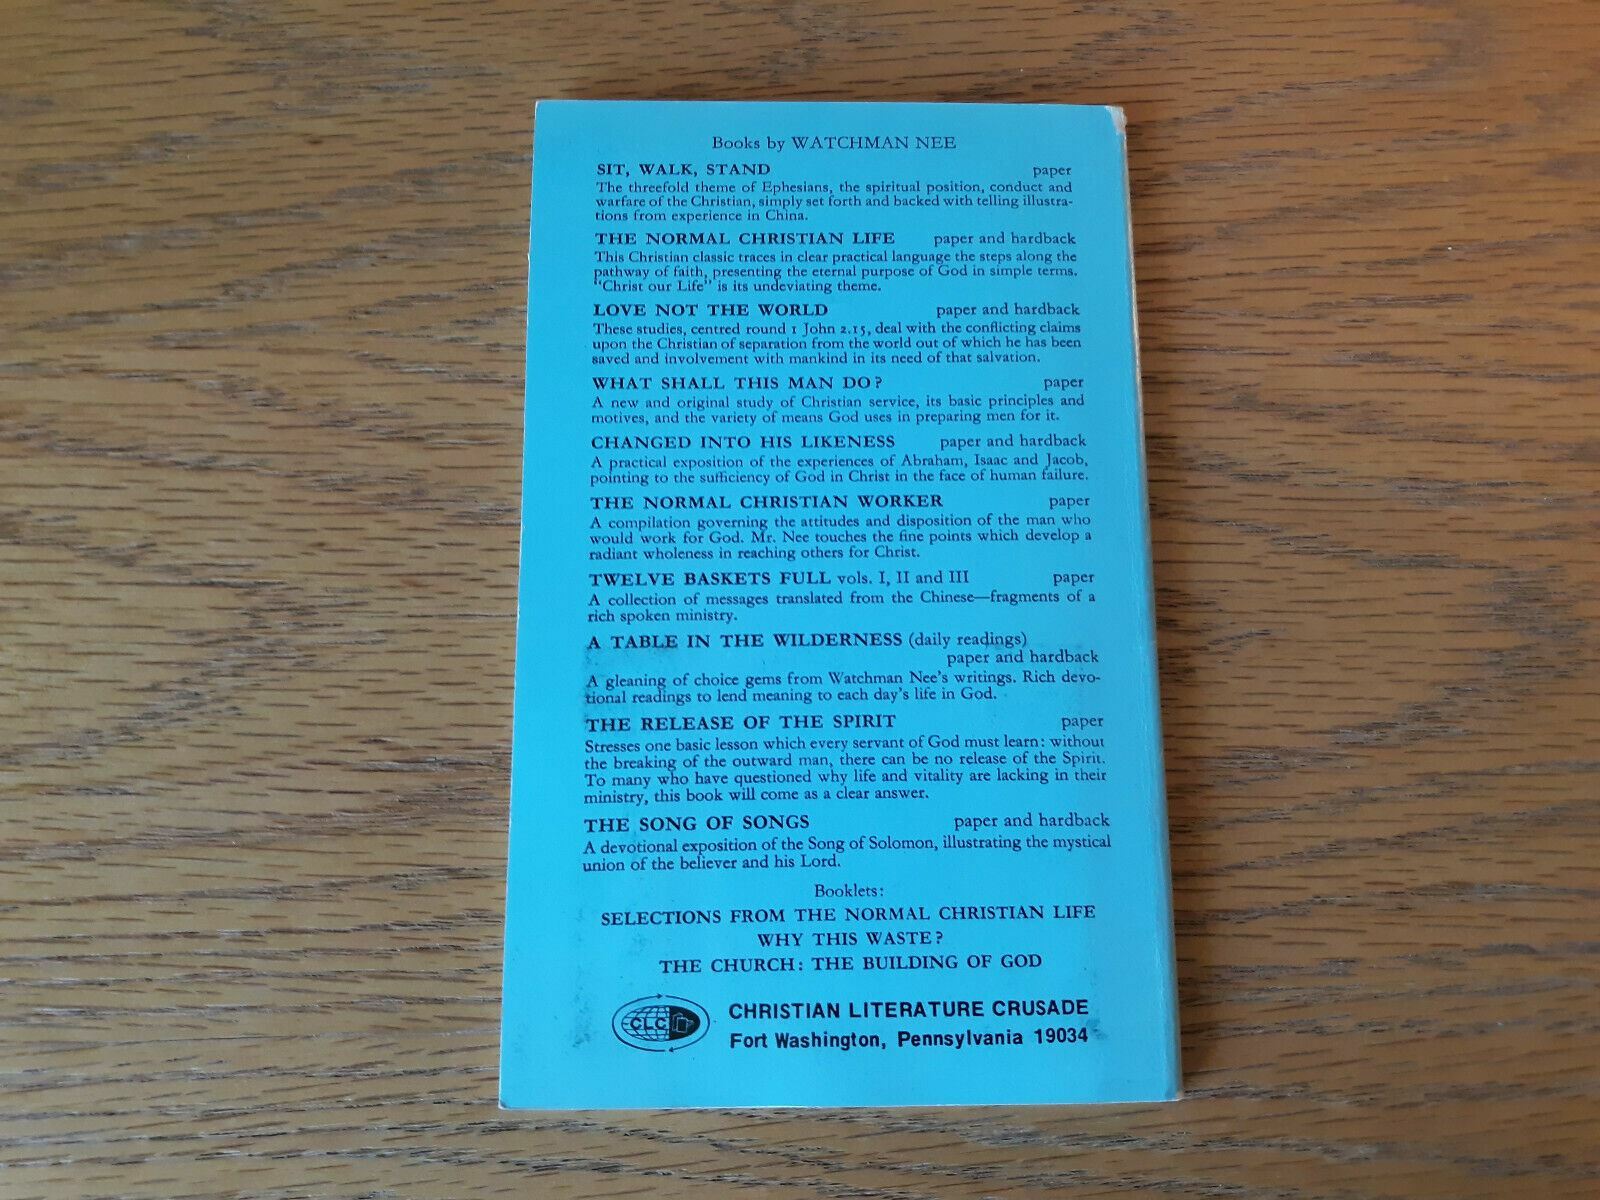 Books by WATCHMAN NEE
SIT, WALK, STAND paper
The threefold theme of Ephesians, the spiritual position, conduct and
warfare of the Christian, simply set forth and backed with telling illustra-
tions from experience in China.
THE NORMAL CHRISTIAN LIFE paper and hardback
This Christian classic traces in clear practical language the steps along the
pathway of faith, presenting the eternal purpose of God in simple terms.
"Christ our Life" is its undeviating theme.
LOVE NOT THE WORLD paper and hardback
These studies, centred round 1 John 2.15, deal with the conflicting claims
upon the Christian of separation from the world out of which he has been
saved and involvement with mankind in its need of that salvation.
WHAT SHALL THIS MAN DO? paper
A new and original study of Christian service, its basic principles and
motives, and the variety of means God uses in preparing men for it.
CHANGED INTO HIS LIKENESS paper and hardback
A practical exposition of the experiences of Abraham, Isaac and Jacob,
pointing to the sufficiency of God in Christ in the face of human failure.
THE NORMAL CHRISTIAN WORKER paper
A compilation governing the attitudes and disposition of the man who
would work for God. Mr. Nee touches the fine points which develop a
radiant wholeness in reaching others for Christ.
TWELVE BASKETS FULL vols. I, II and III paper
A collection of messages translated from the Chinese—fragments of a
rich spoken ministry.
A TABLE IN THE WILDERNESS (daily readings)
paper and hardback
A gleaning of choice gems from Watchman Nee's writings. Rich devo-
tional readings to lend meaning to each day's life in God.
THE RELEASE OF THE SPIRIT paper
Stresses one basic lesson which every servant of God must learn: without
the breaking of the outward man, there can be no release of the Spirit.
To many who have questioned why life and vitality are lacking in their
ministry, this book will come as a clear answer.
THE SONG OF SONGS paper and hardback
A devotional exposition of the Song of Solomon, illustrating the mystical
union of the believer and his Lord.
Booklets:
SELECTIONS FROM THE NORMAL CHRISTIAN LIFE
WHY THIS WASTE?
THE CHURCH: THE BUILDING OF GOD
CLC
CHRISTIAN LITERATURE CRUSADE
Fort Washington, Pennsylvania 19034